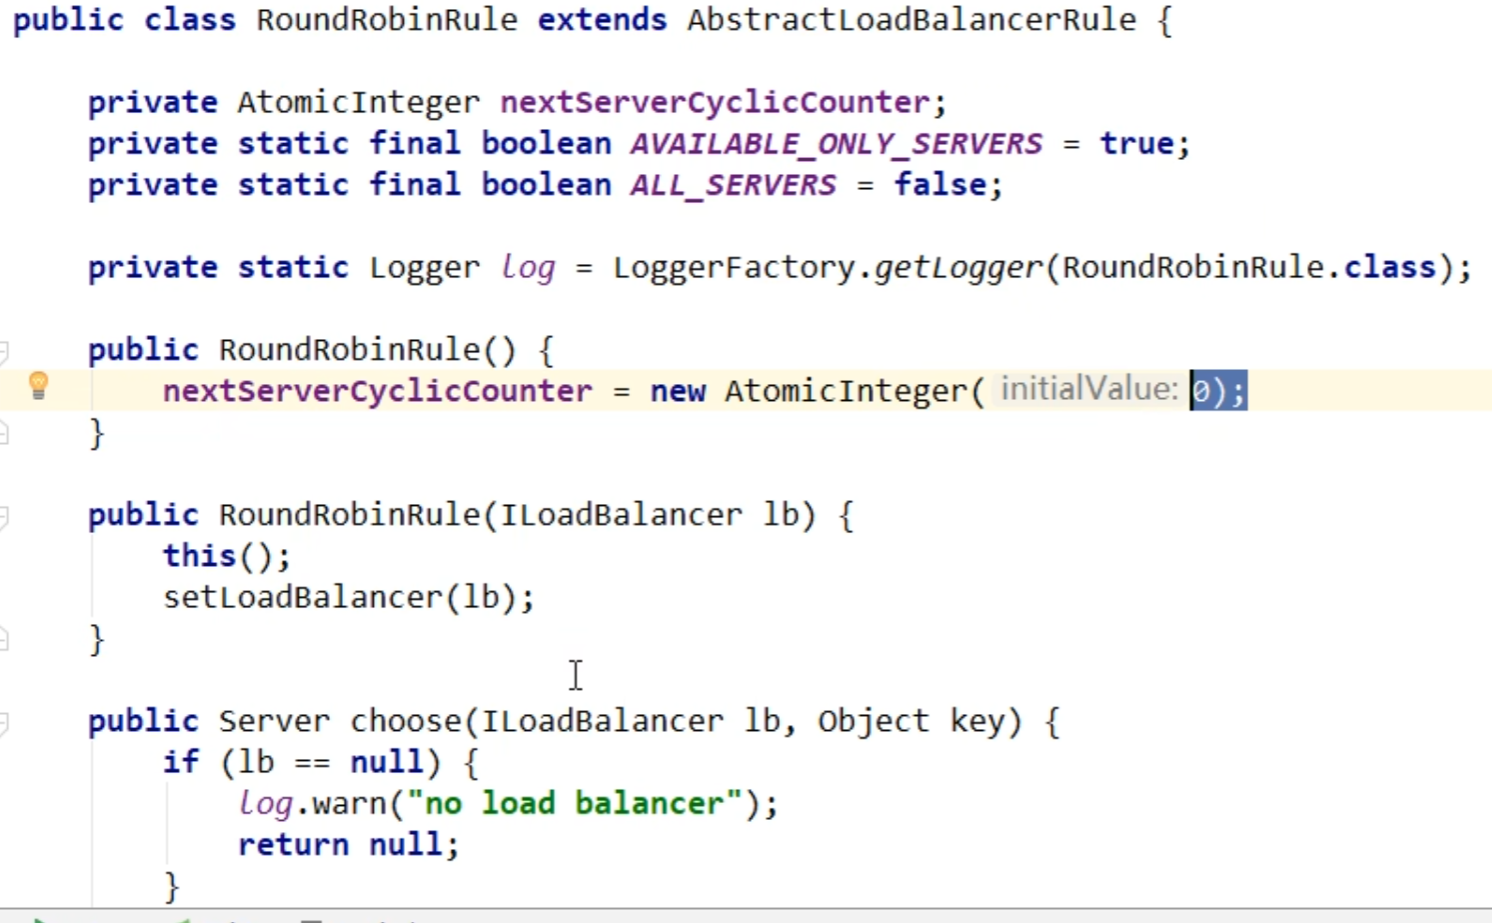 public class RoundRobinRule extends AbstractLoadBalancerRule {
private AtomicInteger nextServerCyclicCounter;
private static final boolean AVAILABLE_ONLY_SERVERS = true;
private static final boolean ALL_SERVERS = false;
private static Logger log = LoggerFactory.getLogger(RoundRobinRule.class);
public RoundRobinRule() {
nextServerCyclicCounter = new AtomicInteger( initialValue: 0);
}
public RoundRobinRule(ILoadBalancer lb) {
this();
setLoadBalancer(lb);
}
public Server choose(ILoadBalancer lb, Object key) {
if (lb == null) {
log.warn("no load balancer");
return null;
}